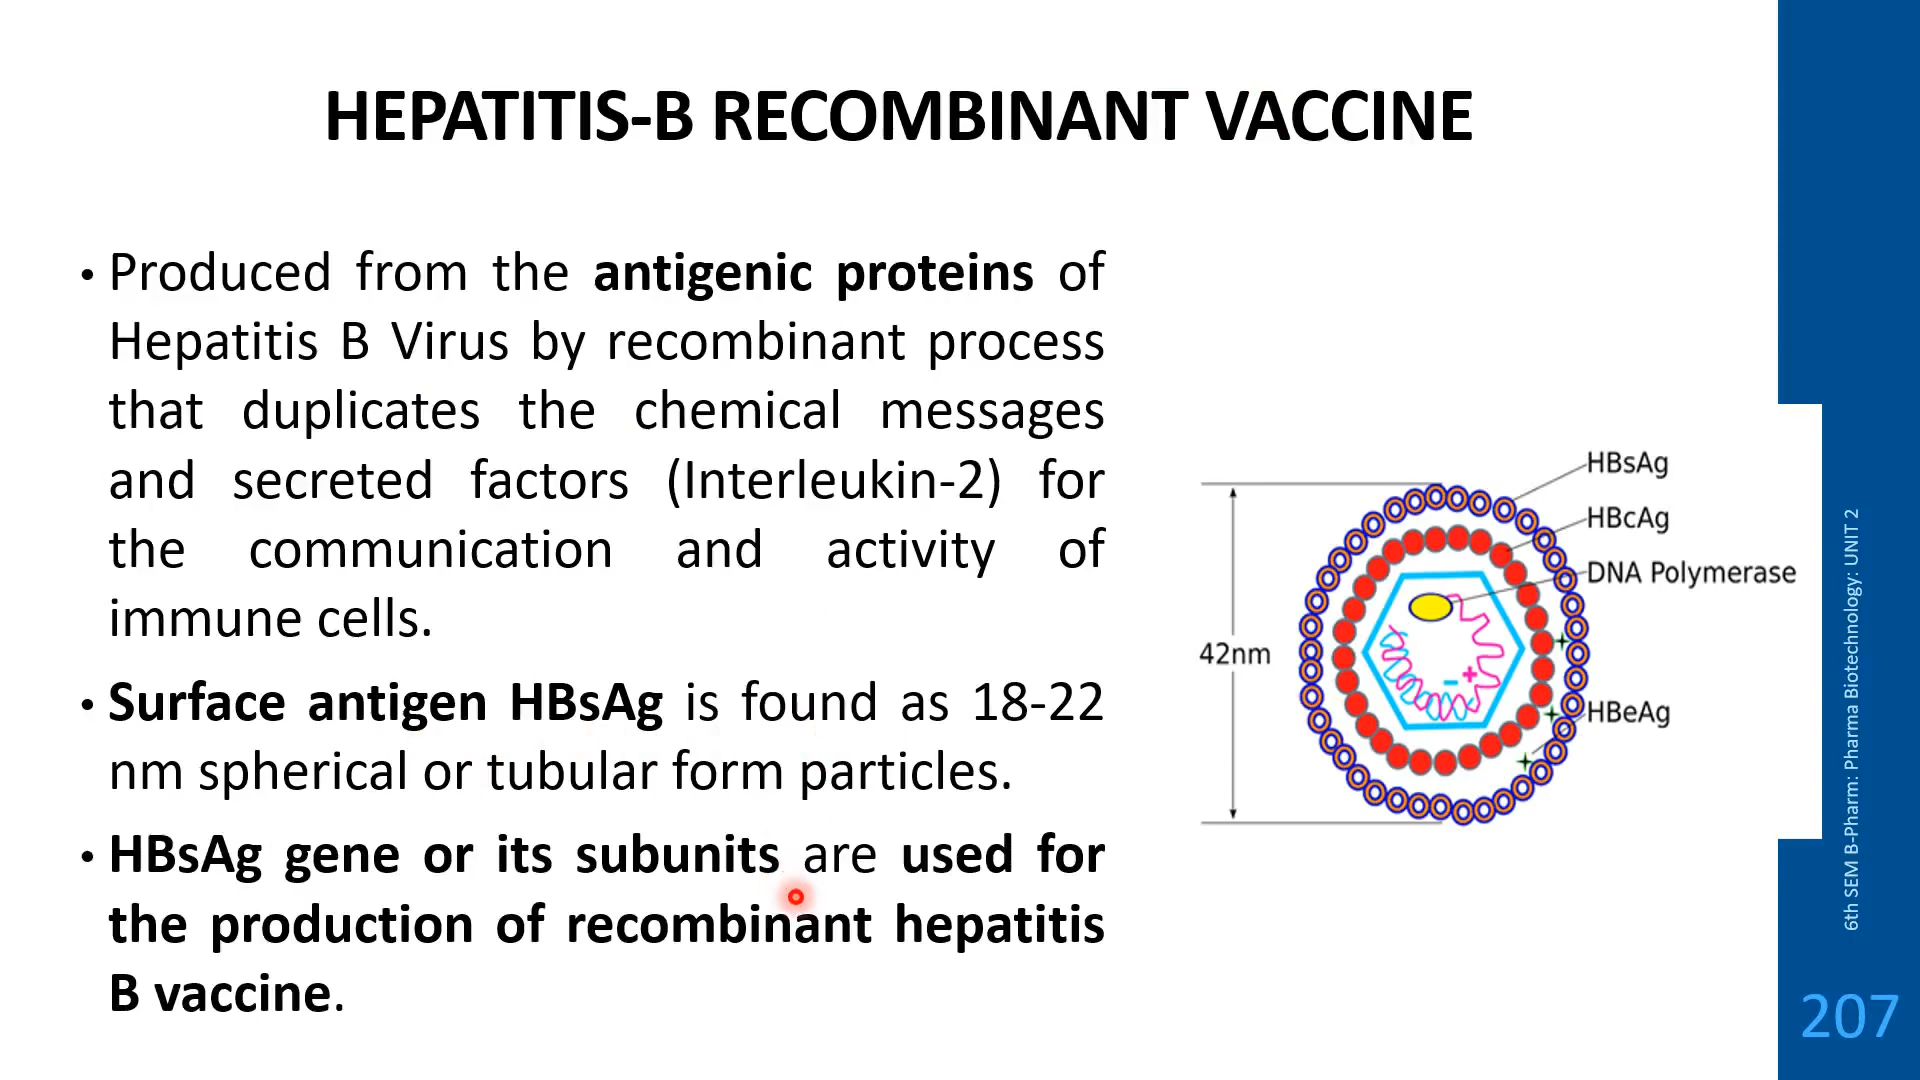 HEPATITIS-B RECOMBINANT VACCINE
• Produced from the antigenic proteins of
Hepatitis B Virus by recombinant process
that duplicates the chemical messages
and secreted factors (Interleukin-2) for
the communication and activity of
immune cells.
• Surface antigen HBsAg is found as 18-22
nm spherical or tubular form particles.
• HBsAg gene or its subunits are used for
the production of recombinant hepatitis
B vaccine.
HBsAg
HBcAg
DNA Polymerase
42nm
HBeAg
6th SEM B-Pharm: Pharma Biotechnology: UNIT 2
207